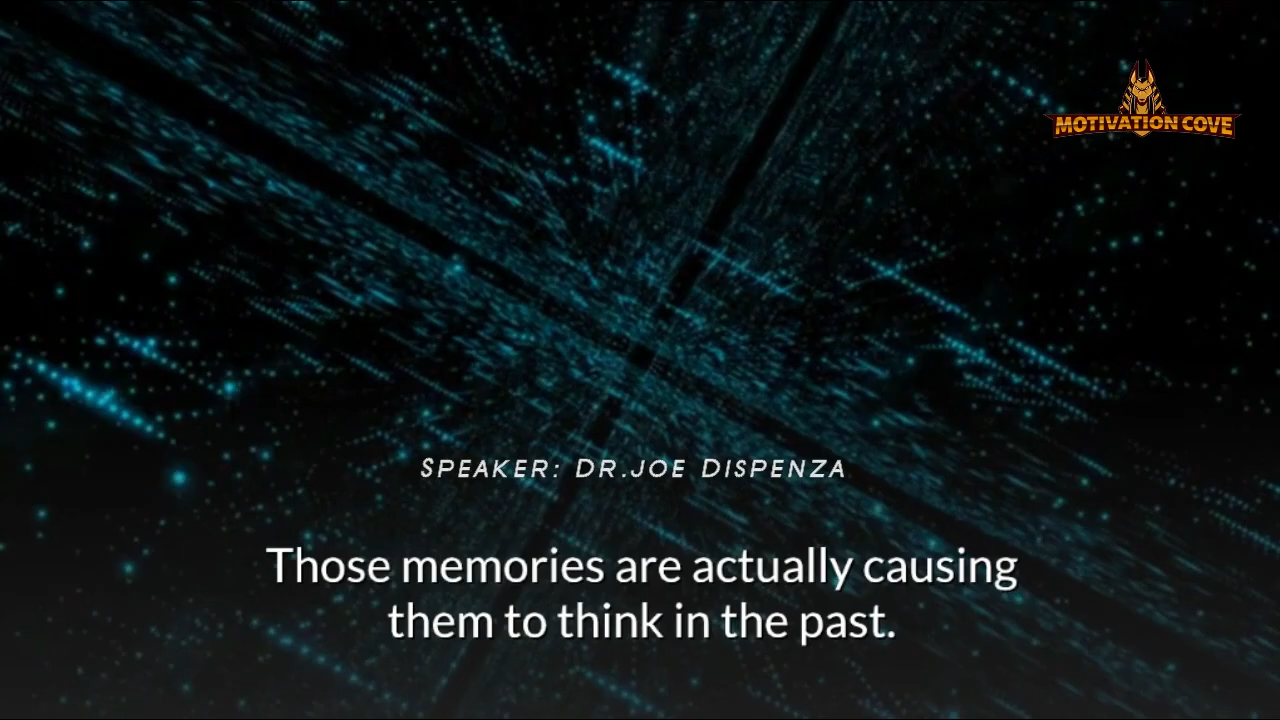 MOTIVATION COVE
SPEAKER: DR.JOE DISPENZA
Those memories are actually causing
them to think in the past.